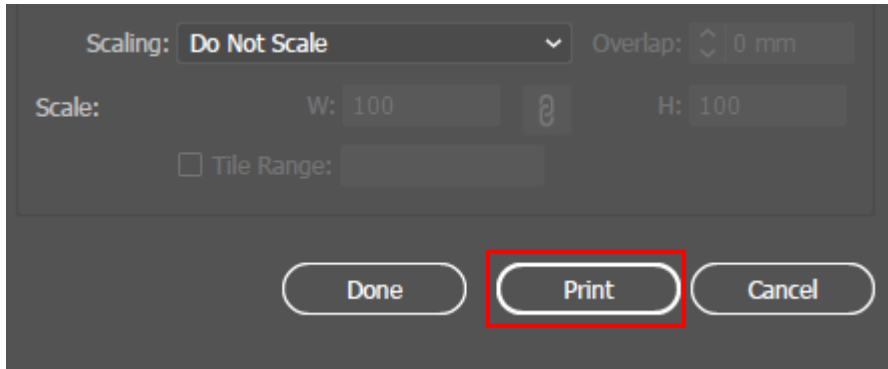 Scaling: Do Not Scale Overlap: 0 mm
Scale: W: 100 H: 100
Tile Range:
Done Print Cancel